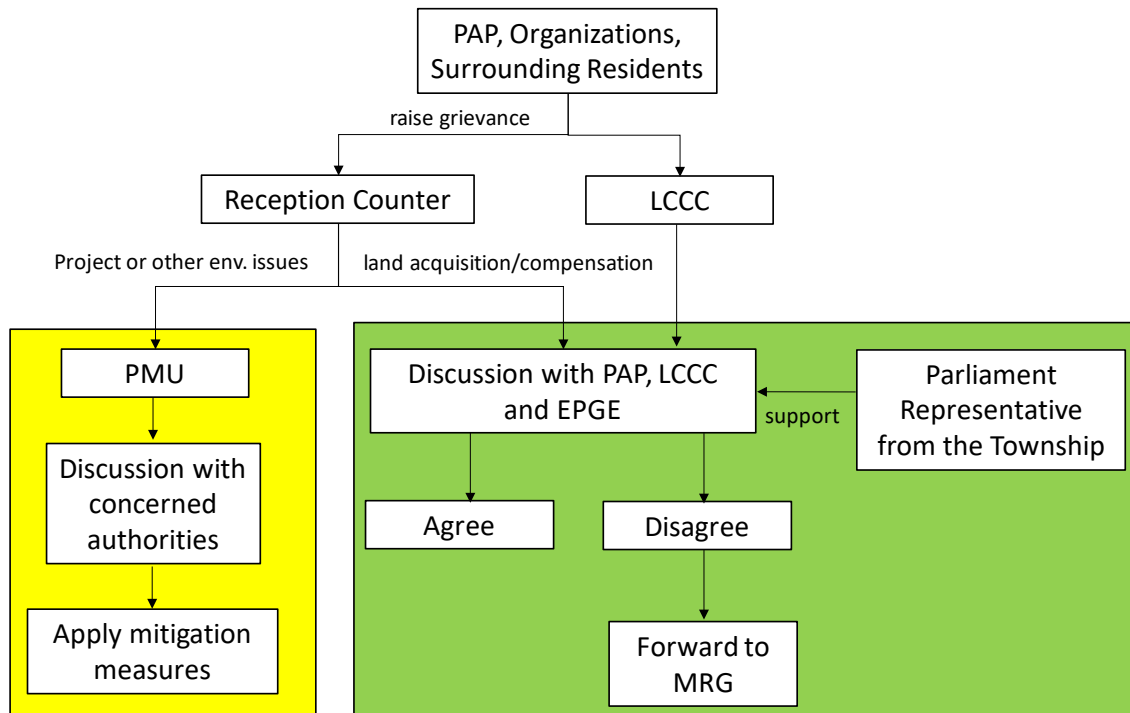 PAP, Organizations,
Surrounding Residents
raise grievance
Reception Counter
LCCC
Project or other env. issues
land acquisition/compensation
PMU
Discussion with
concerned
authorities
Apply mitigation
measures
Discussion with PAP, LCCC
and EPGE
support
Parliament
Representative
from the Township
Agree
Disagree
Forward to
MRG